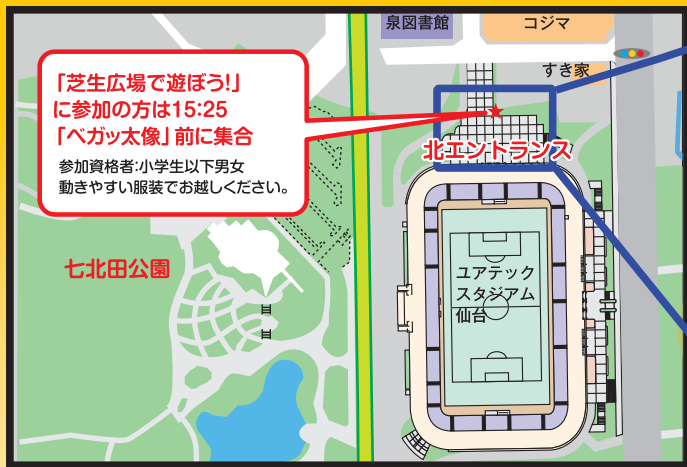 泉図書館
コジマ
すき家
「芝生広場で遊ぼう!」
に参加の方は15:25
「ベガッ太像」前に集合
参加資格者:小学生以下男女
動きやすい服装でお越しください。
北エントランス
七北田公園
ユアテック
スタジアム
仙台